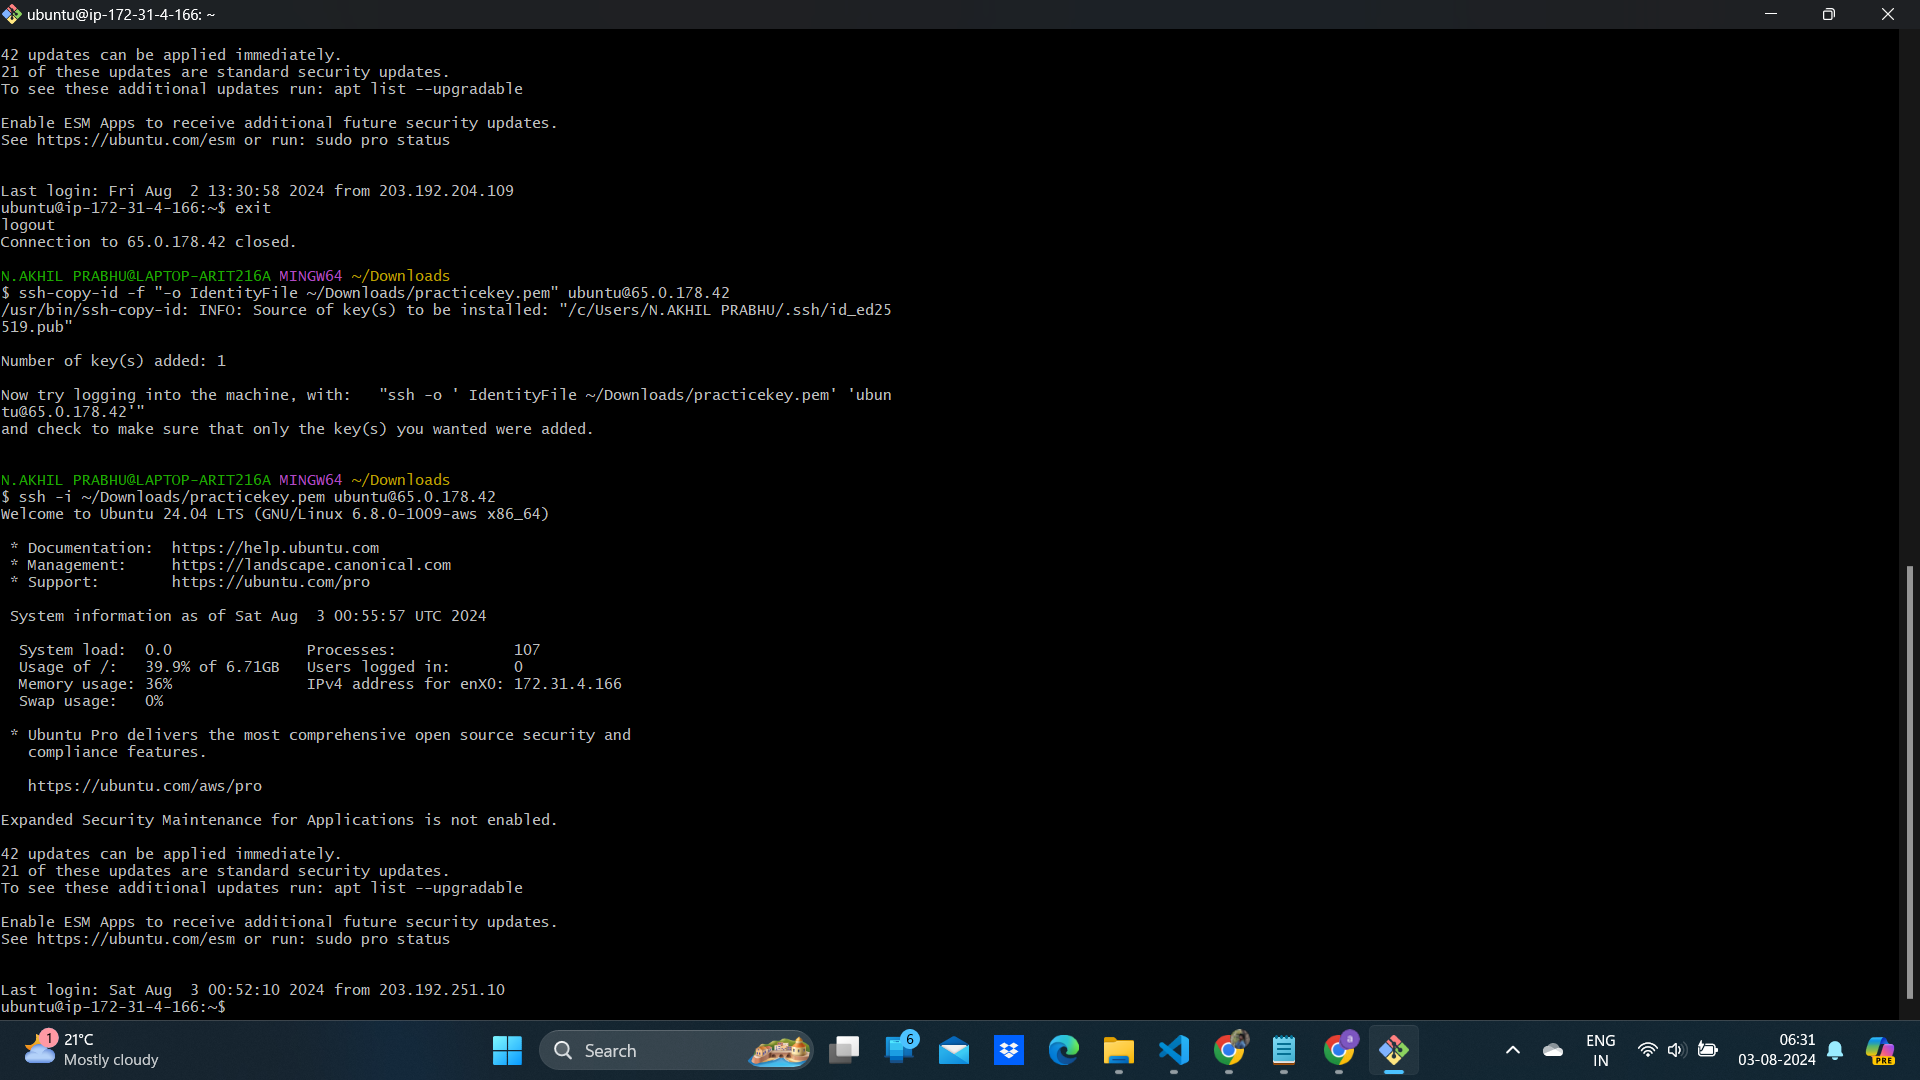 ubuntu@ip-172-31-4-166: ~
42 updates can be applied immediately.
21 of these updates are standard security updates.
To see these additional updates run: apt list --upgradable
Enable ESM Apps to receive additional future security updates.
See https://ubuntu.com/esm or run: sudo pro status
Last login: Fri Aug  2 13:30:58 2024 from 203.192.204.109
ubuntu@ip-172-31-4-166:~$ exit
logout
Connection to 65.0.178.42 closed.
N.AKHIL PRABHU@LAPTOP-ARIT216A MINGW64 ~/Downloads
$ ssh-copy-id -f "-o IdentityFile ~/Downloads/practicekey.pem" ubuntu@65.0.178.42
/usr/bin/ssh-copy-id: INFO: Source of key(s) to be installed: "/c/Users/N.AKHIL PRABHU/.ssh/id_ed25
519.pub"
Number of key(s) added: 1
Now try logging into the machine, with:   "ssh -o ' IdentityFile ~/Downloads/practicekey.pem' 'ubun
tu@65.0.178.42'"
and check to make sure that only the key(s) you wanted were added.
N.AKHIL PRABHU@LAPTOP-ARIT216A MINGW64 ~/Downloads
$ ssh -i ~/Downloads/practicekey.pem ubuntu@65.0.178.42
Welcome to Ubuntu 24.04 LTS (GNU/Linux 6.8.0-1009-aws x86_64)
* Documentation:  https://help.ubuntu.com
* Management:     https://landscape.canonical.com
* Support:        https://ubuntu.com/pro
System information as of Sat Aug  3 00:55:57 UTC 2024
System load:  0.0               Processes:             107
Usage of /:   39.9% of 6.71GB   Users logged in:       0
Memory usage: 36%               IPv4 address for enX0: 172.31.4.166
Swap usage:   0%
* Ubuntu Pro delivers the most comprehensive open source security and
compliance features.
https://ubuntu.com/aws/pro
Expanded Security Maintenance for Applications is not enabled.
42 updates can be applied immediately.
21 of these updates are standard security updates.
To see these additional updates run: apt list --upgradable
Enable ESM Apps to receive additional future security updates.
See https://ubuntu.com/esm or run: sudo pro status
Last login: Sat Aug  3 00:52:10 2024 from 203.192.251.10
ubuntu@ip-172-31-4-166:~$
1
21°C
Mostly cloudy
Search
6
a
ENG
IN
06:31
03-08-2024
PRE